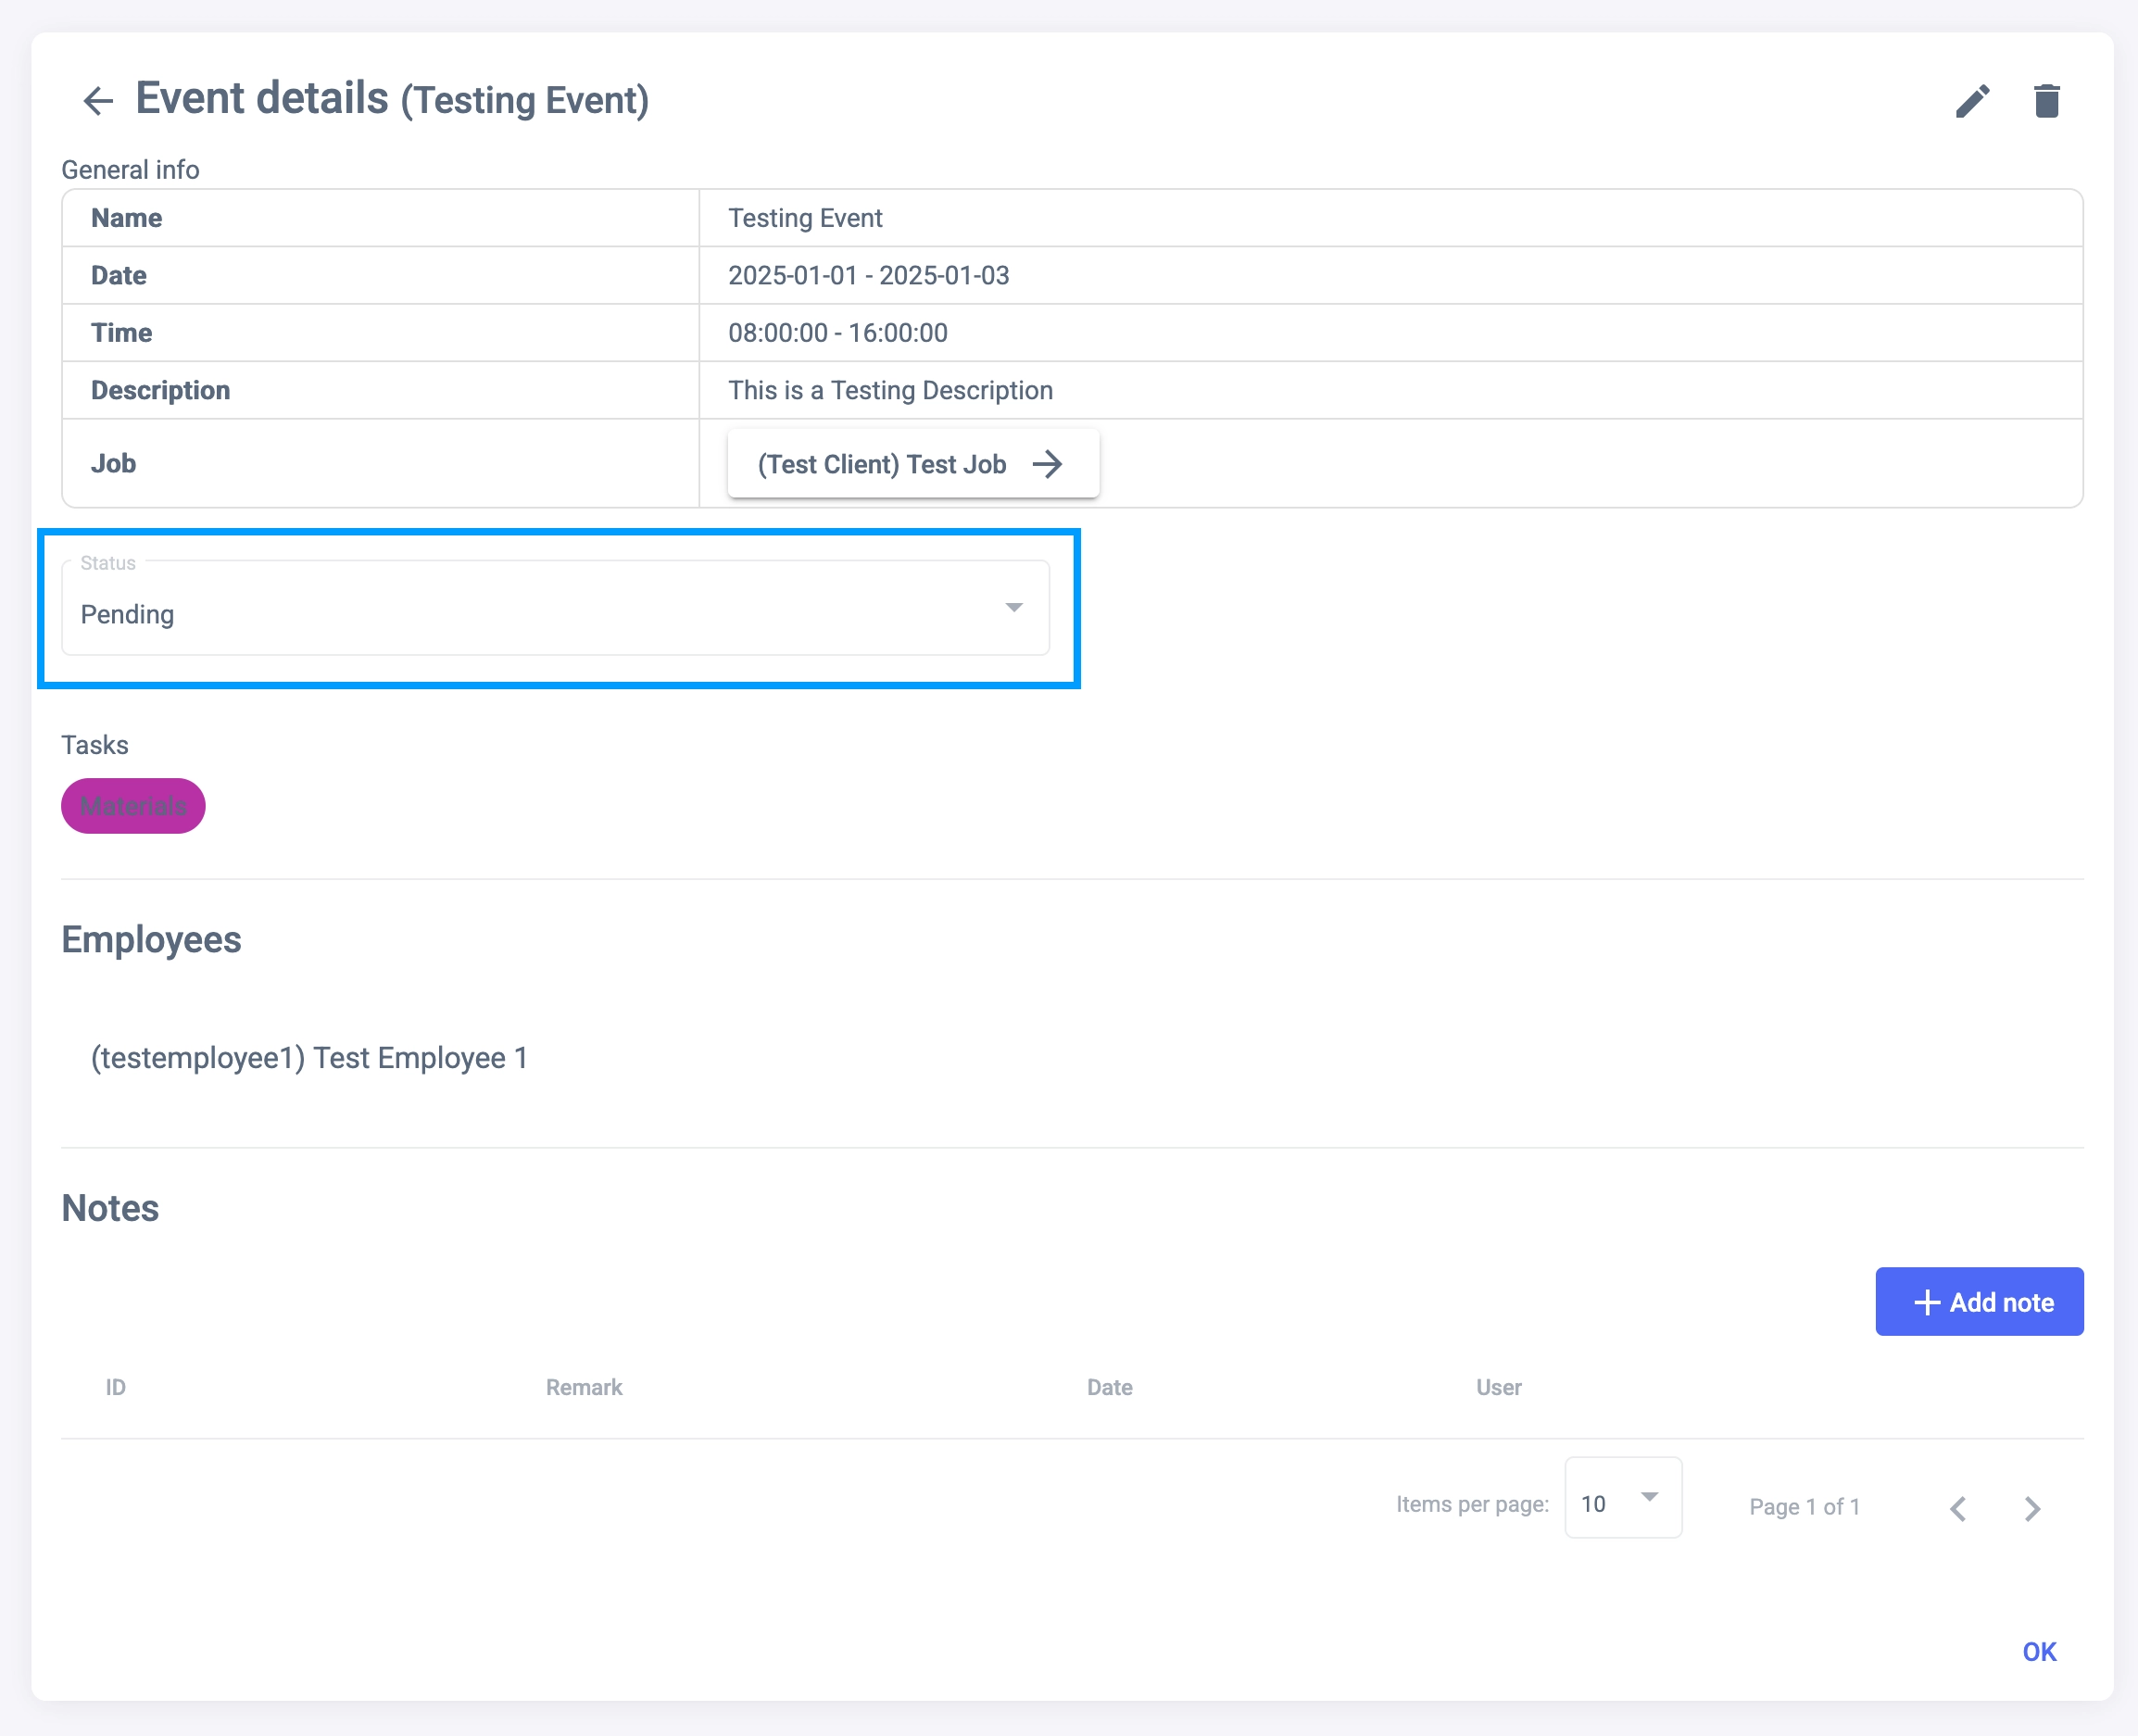 Event details (Testing Event)
General info
Name
Testing Event
Date
2025-01-01 - 2025-01-03
Time
08:00:00 - 16:00:00
Description
This is a Testing Description
Job
(Test Client) Test Job
Status
Pending
Tasks
Materials
Employees
(testemployee1) Test Employee 1
Notes
Add note
ID Remark Date User
Items per page: 10 Page 1 of 1
OK